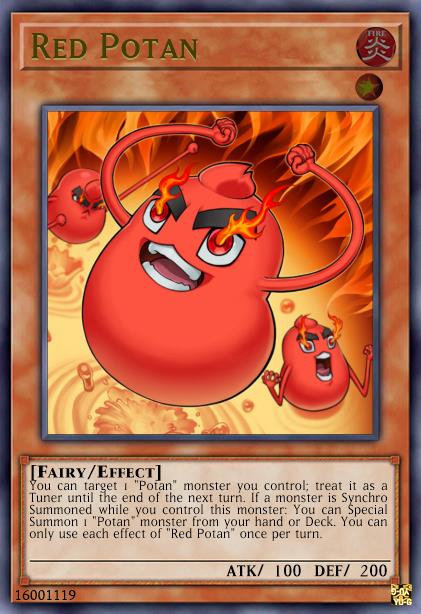 RED POTAN
FIRE
炎
[FAIRY/EFFECT]
You can target 1 "Potan" monster you control; treat it as a
Tuner until the end of the next turn. If a monster is Synchro
Summoned while you control this monster: You can Special
Summon 1 "Potan" monster from your hand or Deck. You can
only use each effect of "Red Potan" once per turn.
ATK/ 100 DEF/ 200
16001119